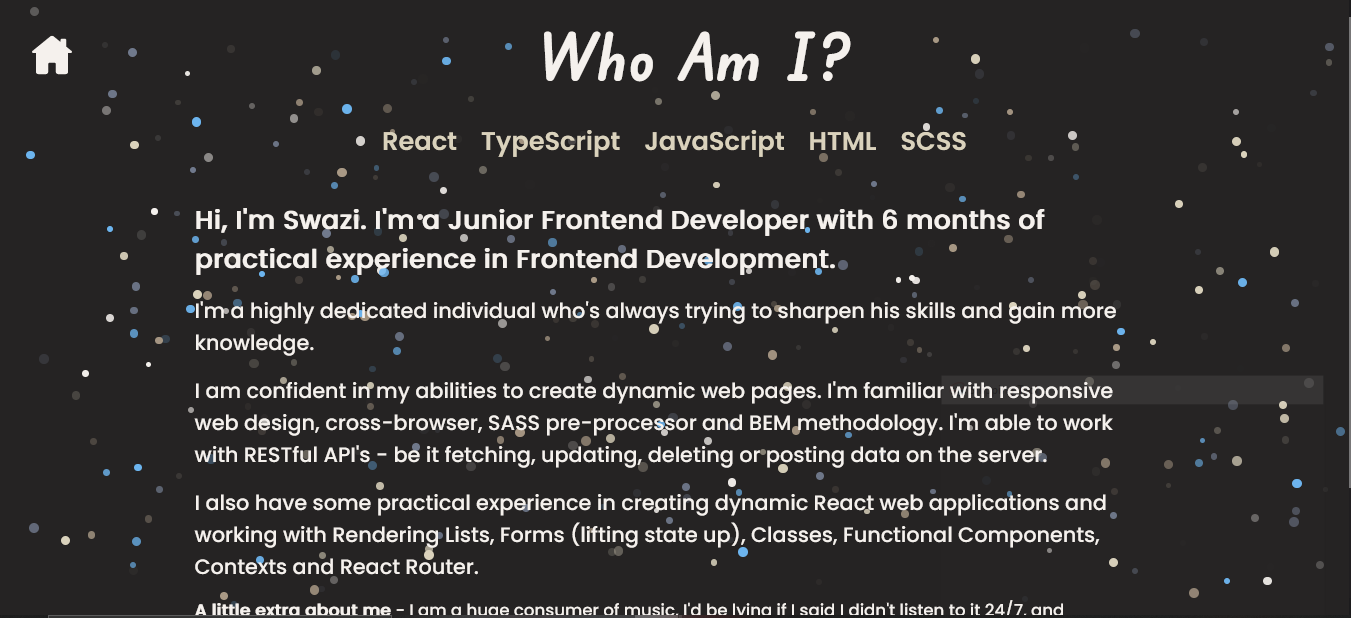 Who Am I?
React TypeScript JavaScript HTML SCSS
Hi, I'm Swazi. I'm a Junior Frontend Developer with 6 months of
practical experience in Frontend Development.
I'm a highly dedicated individual who's always trying to sharpen his skills and gain more
knowledge.
I am confident in my abilities to create dynamic web pages. I'm familiar with responsive
web design, cross-browser, SASS pre-processor and BEM methodology. I'm able to work
with RESTful API's - be it fetching, updating, deleting or posting data on the server.
I also have some practical experience in creating dynamic React web applications and
working with Rendering Lists, Forms (lifting state up), Classes, Functional Components,
Contexts and React Router.
A little extra about me - I am a huge consumer of music. I'd be lying if I said I didn't listen to it 24/7, and